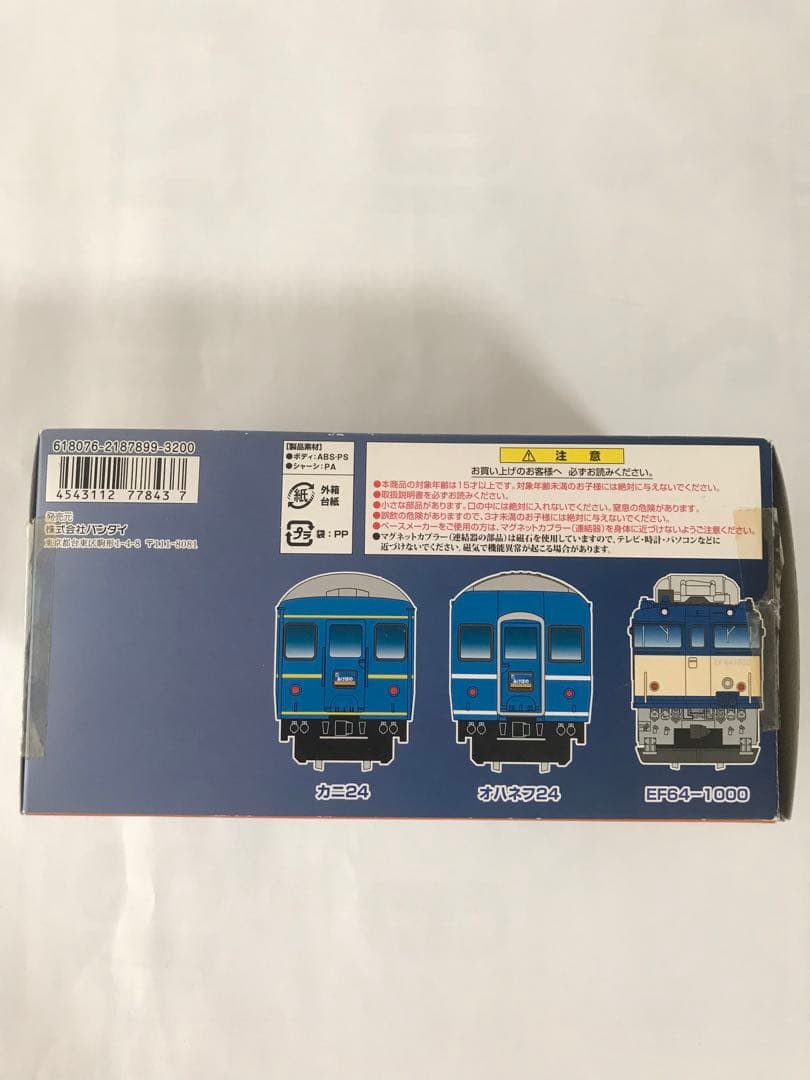 618076-2187899-3200
4543112 77843 7
発売元
株式会社バンダイ
東京都台東区駒形1-4-8 〒111-8081
【製品素材】
●ボディ:ABS・PS
●シャーシ:PA
紙 外箱
台紙
プラ 袋:PP
注 意
お買い上げのお客様へ 必ずお読みください。
●本商品の対象年齢は15才以上です。対象年齢未満のお子様には絶対に与えないでください。
●取扱説明書を必ずお読みください。
●小さな部品があります。口の中には絶対に入れないでください。窒息の危険があります。
●誤飲の危険がありますので、3才未満のお子様には絶対に与えないでください。
●ペースメーカーをご使用の方は、マグネットカプラー(連結器)を身体に近づけないようご注意ください。
●マグネットカプラー(連結器の部品)は磁石を使用していますので、テレビ・時計・パソコンなどに
近づけないでください。磁気で機能異常が起こる場合があります。
あけぼの
EF64 1032
カニ24
オハネフ24
EF64-1000